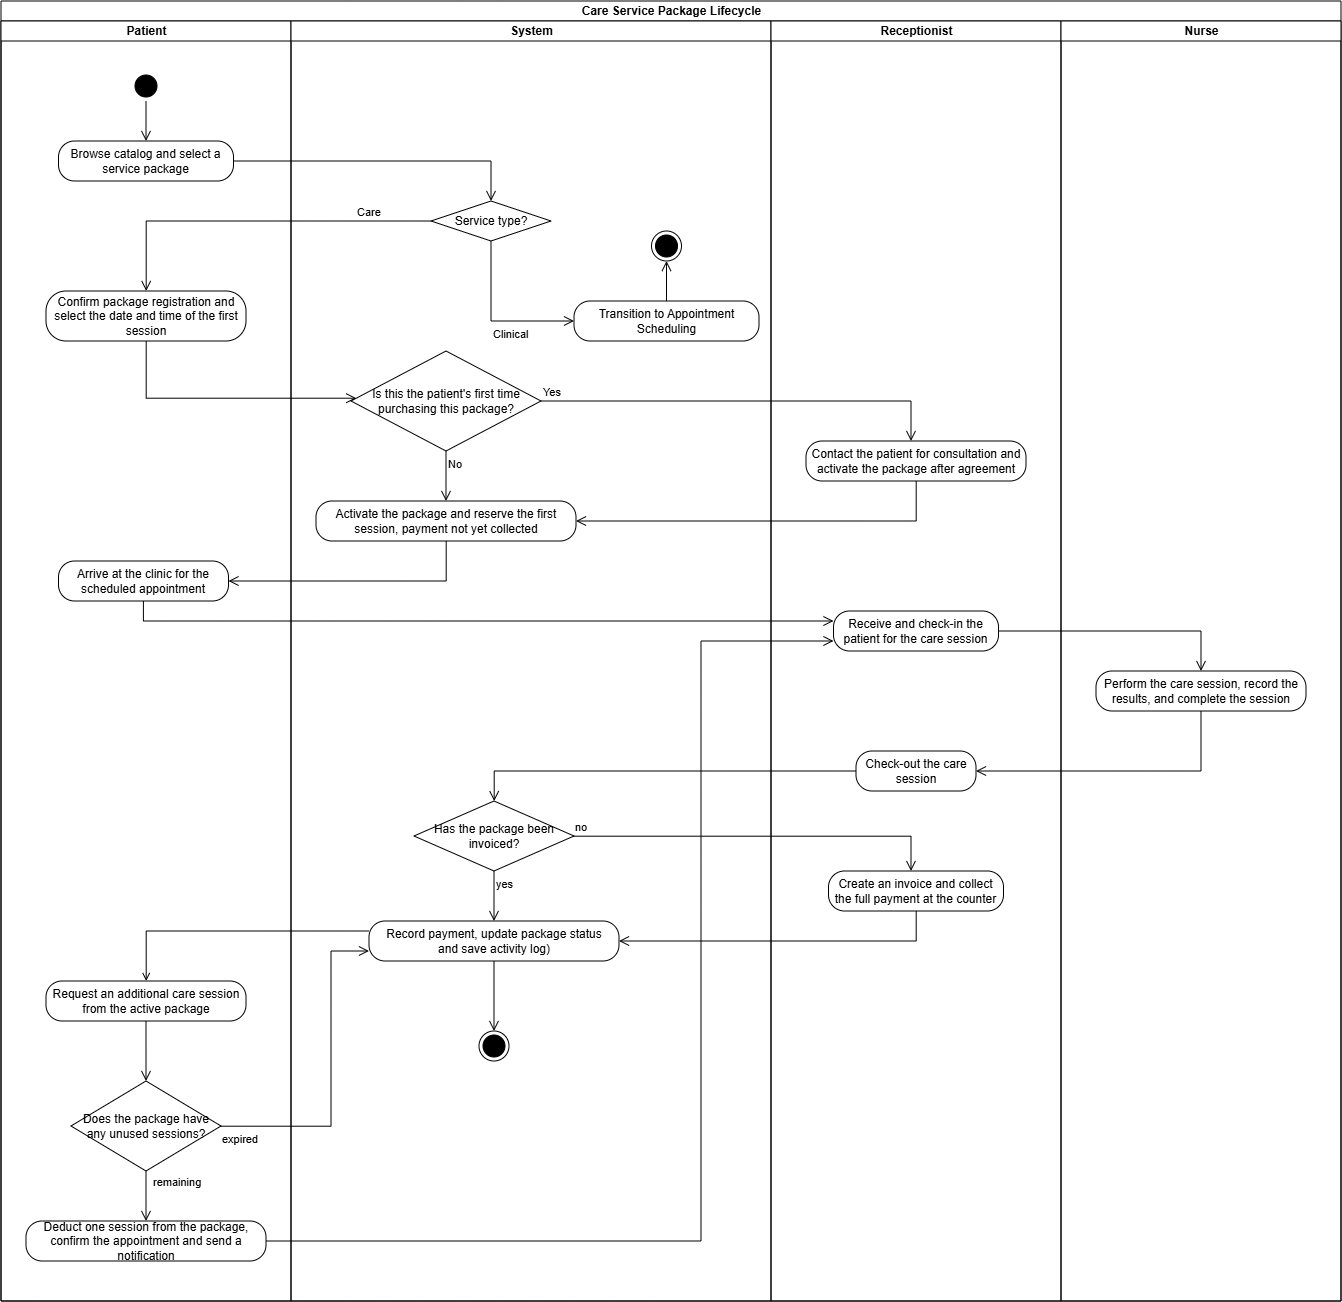 Care Service Package Lifecycle
Patient
System
Receptionist
Nurse
Browse catalog and select a
service package
Service type?
Care
Clinical
Transition to Appointment
Scheduling
Confirm package registration and
select the date and time of the first
session
Is this the patient's first time
purchasing this package?
Yes
No
Contact the patient for consultation and
activate the package after agreement
Activate the package and reserve the first
session, payment not yet collected
Arrive at the clinic for the
scheduled appointment
Receive and check-in the
patient for the care session
Perform the care session, record the
results, and complete the session
Check-out the care
session
Has the package been
invoiced?
no
yes
Create an invoice and collect
the full payment at the counter
Record payment, update package status
and save activity log)
Request an additional care session
from the active package
Does the package have
any unused sessions?
expired
remaining
Deduct one session from the package,
confirm the appointment and send a
notification